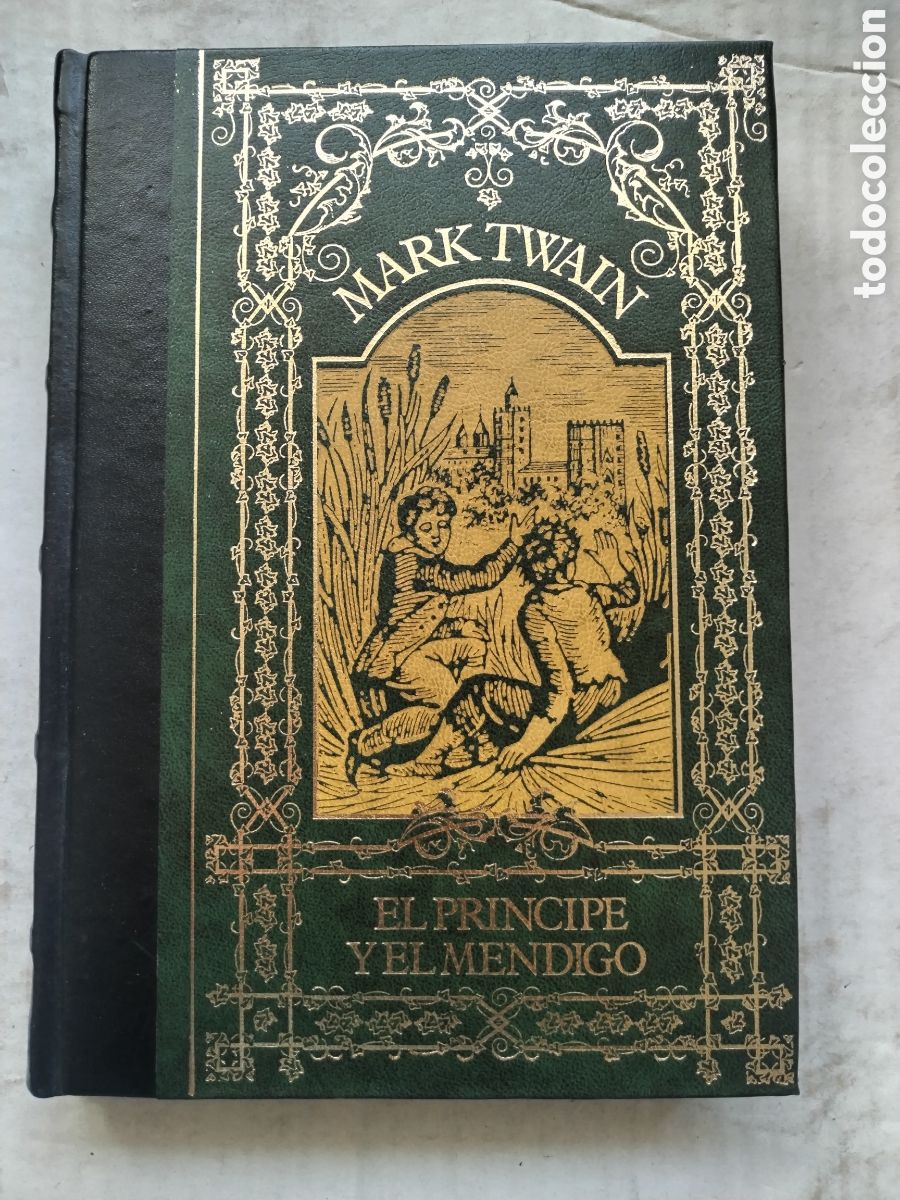 MARK TWAIN
EL PRINCIPE
Y EL MENDIGO
todocoleccion